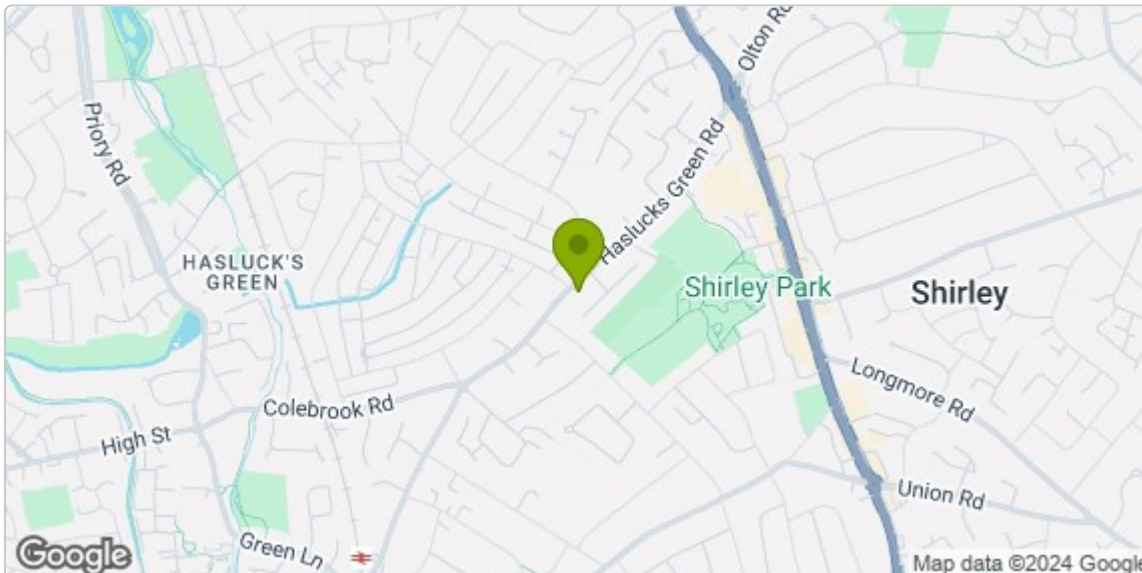 Olton Rd
Priory Rd
Haslucks Green Rd
HASLUCK'S
GREEN
Shirley Park
Shirley
Longmore Rd
Colebrook Rd
High St
Union Rd
Green Ln
Google
Map data ©2024 Google